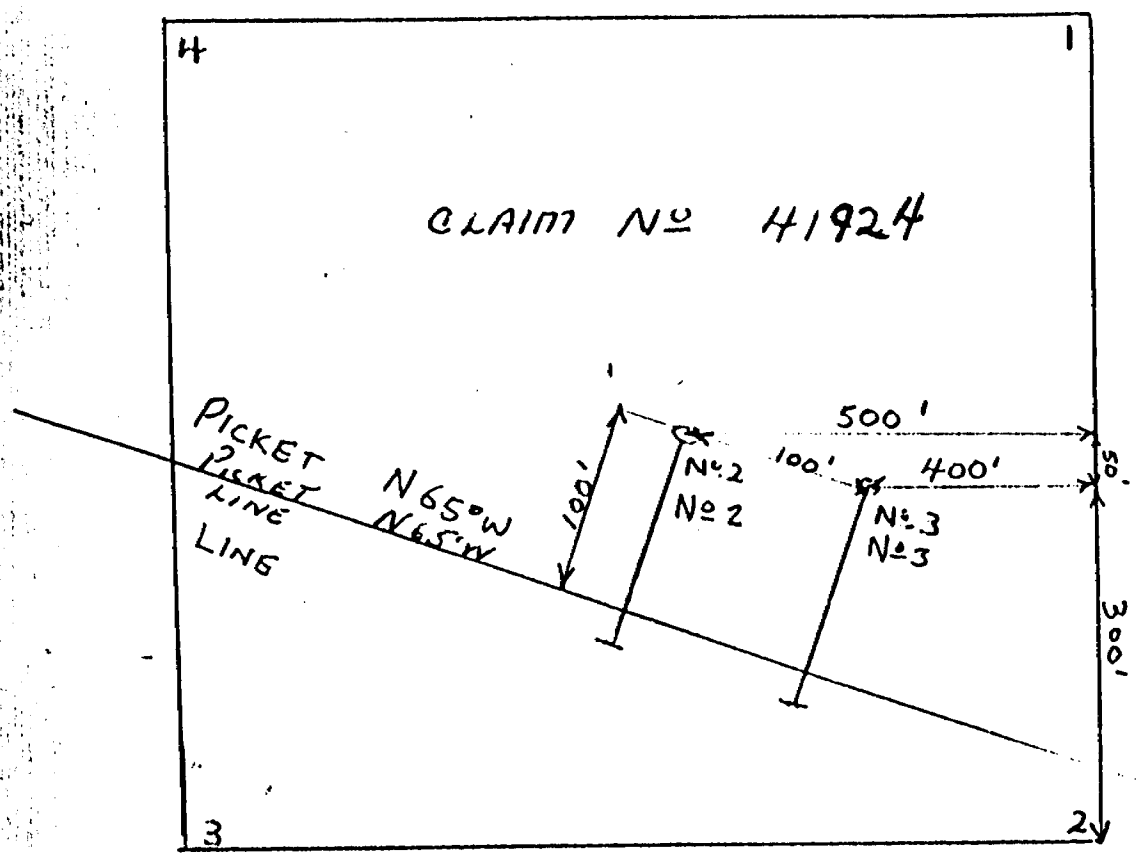 4
1
CLAIM Nº 41924
500'
50'
PICKET
PICKET
LINE
LINE
N65°W
N65°W
100'
Nº 2
Nº 2
100'
400'
Nº 3
Nº 3
300'
3
2